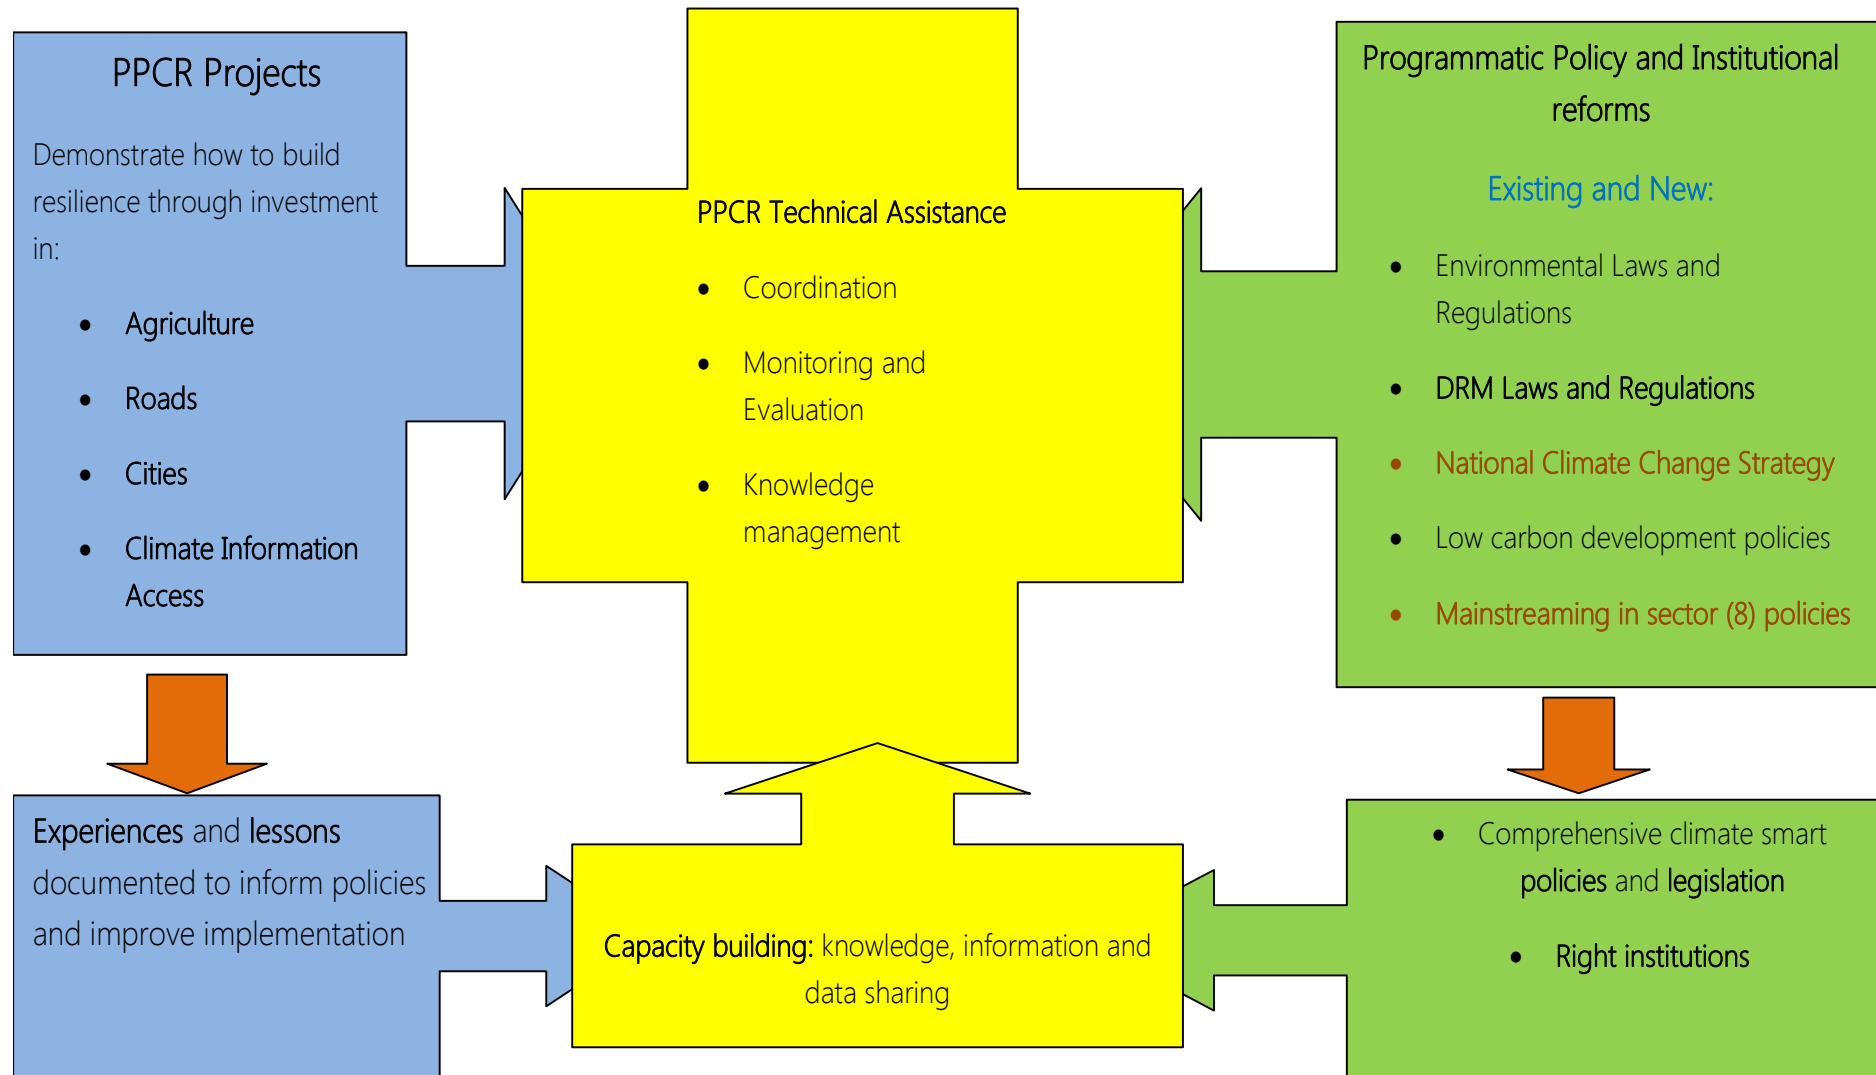 PPCR Projects
Demonstrate how to build
resilience through investment
in:
• Agriculture
• Roads
• Cities
• Climate Information
Access
PPCR Technical Assistance
• Coordination
• Monitoring and
Evaluation
• Knowledge
management
Programmatic Policy and Institutional
reforms
Existing and New:
• Environmental Laws and
Regulations
• DRM Laws and Regulations
• National Climate Change Strategy
• Low carbon development policies
• Mainstreaming in sector (8) policies
Experiences and lessons
documented to inform policies
and improve implementation
Capacity building: knowledge, information and
data sharing
• Comprehensive climate smart
policies and legislation
• Right institutions